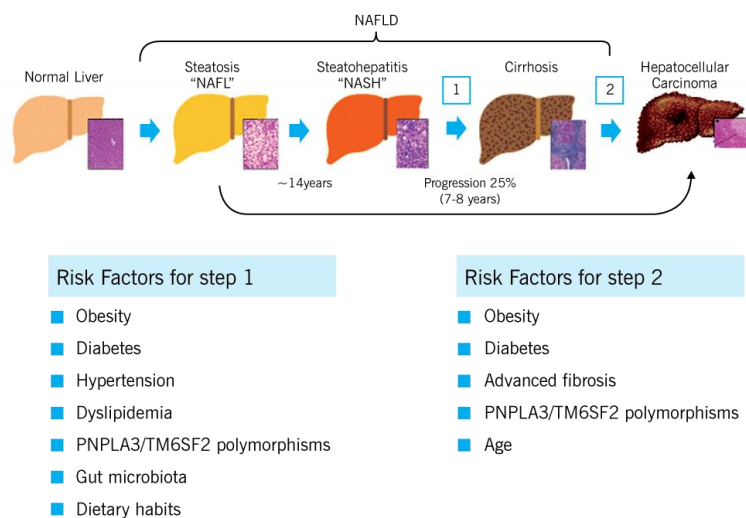 NAFLD
Normal Liver
Steatosis
“NAFL”
Steatohepatitis
“NASH”
1
Cirrhosis
2
Hepatocellular
Carcinoma
~14years
Progression 25%
(7-8 years)
Risk Factors for step 1
Obesity
Diabetes
Hypertension
Dyslipidemia
PNPLA3/TM6SF2 polymorphisms
Gut microbiota
Dietary habits
Risk Factors for step 2
Obesity
Diabetes
Advanced fibrosis
PNPLA3/TM6SF2 polymorphisms
Age